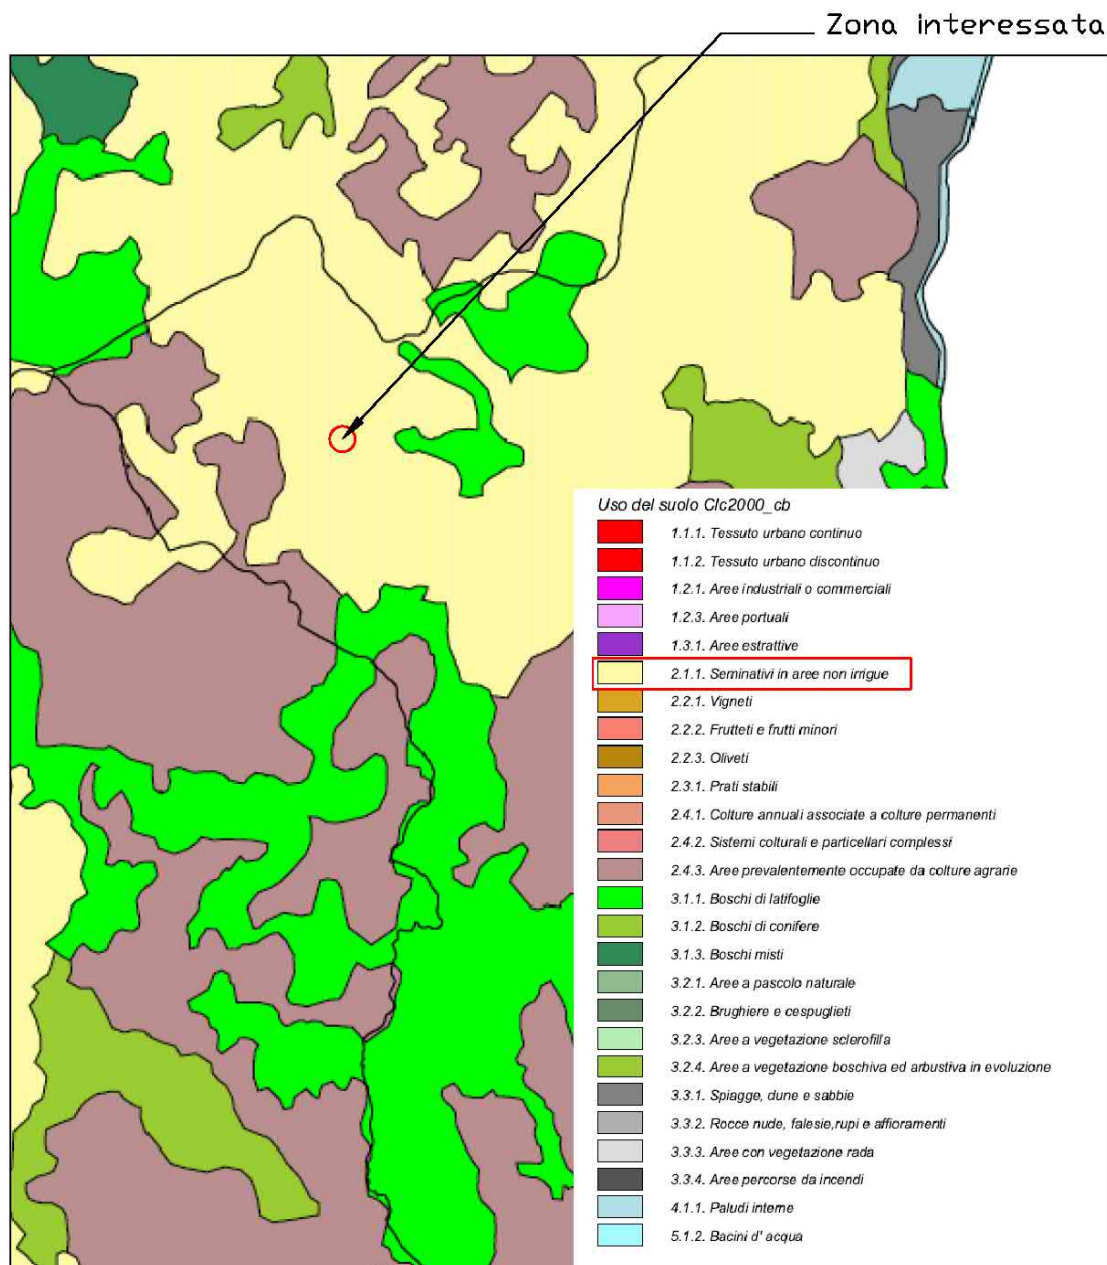 Zona interessata
Uso del suolo Clc2000_cb
1.1.1. Tessuto urbano continuo
1.1.2. Tessuto urbano discontinuo
1.2.1. Aree industriali o commerciali
1.2.3. Aree portuali
1.3.1. Aree estrattive
2.1.1. Seminativi in aree non irrigue
2.2.1. Vigneti
2.2.2. Frutteti e frutti minori
2.2.3. Oliveti
2.3.1. Prati stabili
2.4.1. Colture annuali associate a colture permanenti
2.4.2. Sistemi colturali e particellari complessi
2.4.3. Aree prevalentemente occupate da colture agrarie
3.1.1. Boschi di latifoglie
3.1.2. Boschi di conifere
3.1.3. Boschi misti
3.2.1. Aree a pascolo naturale
3.2.2. Brughiere e cespuglieti
3.2.3. Aree a vegetazione sclerofilla
3.2.4. Aree a vegetazione boschiva ed arbustiva in evoluzione
3.3.1. Spiagge, dune e sabbie
3.3.2. Rocce nude, falesie,rupi e affioramenti
3.3.3. Aree con vegetazione rada
3.3.4. Aree percorse da incendi
4.1.1. Paludi interne
5.1.2. Bacini d' acqua